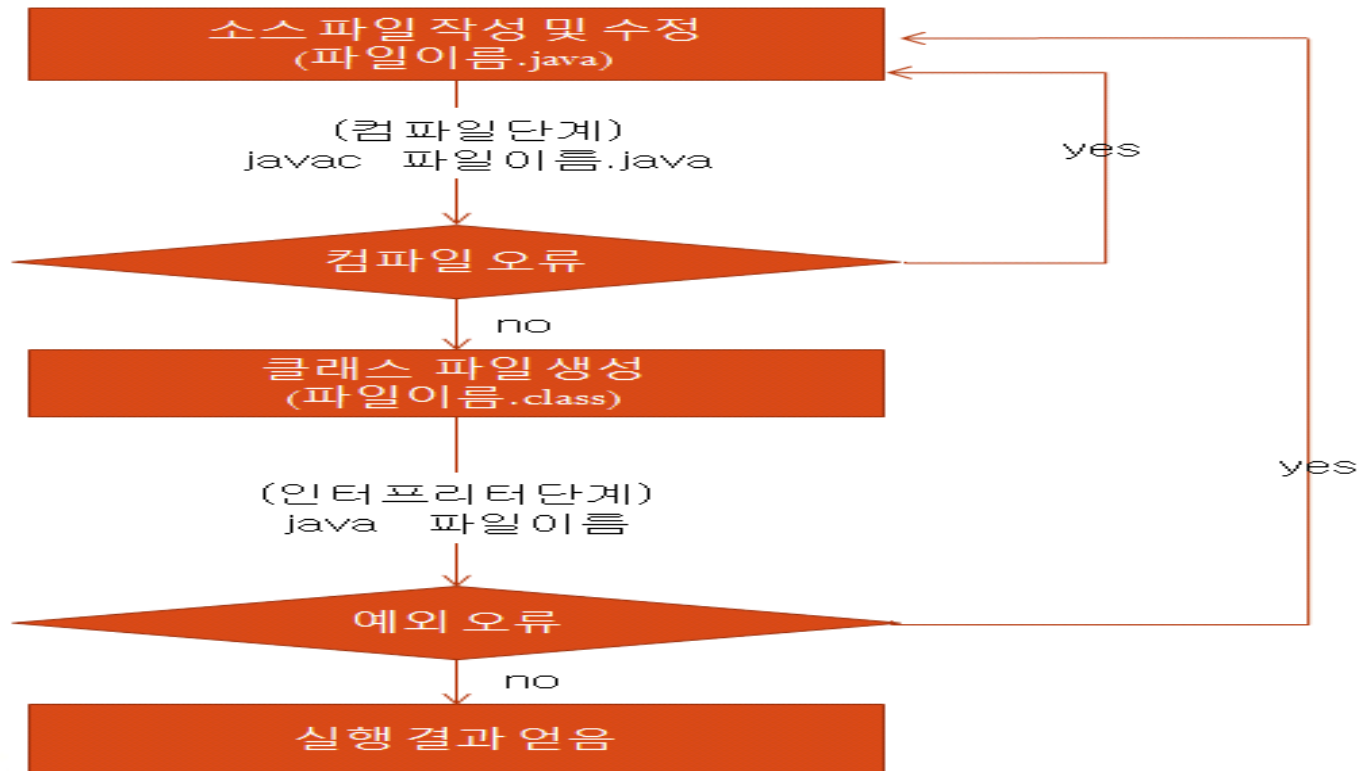 소스 파일 작성 및 수정
(파일이름.java)
(컴파일단계)
javac 파일이름.java
yes
컴파일 오류
no
클래스 파일 생성
(파일이름.class)
yes
(인터프리터단계)
java 파일이름
예외 오류
no
실행 결과 얻음